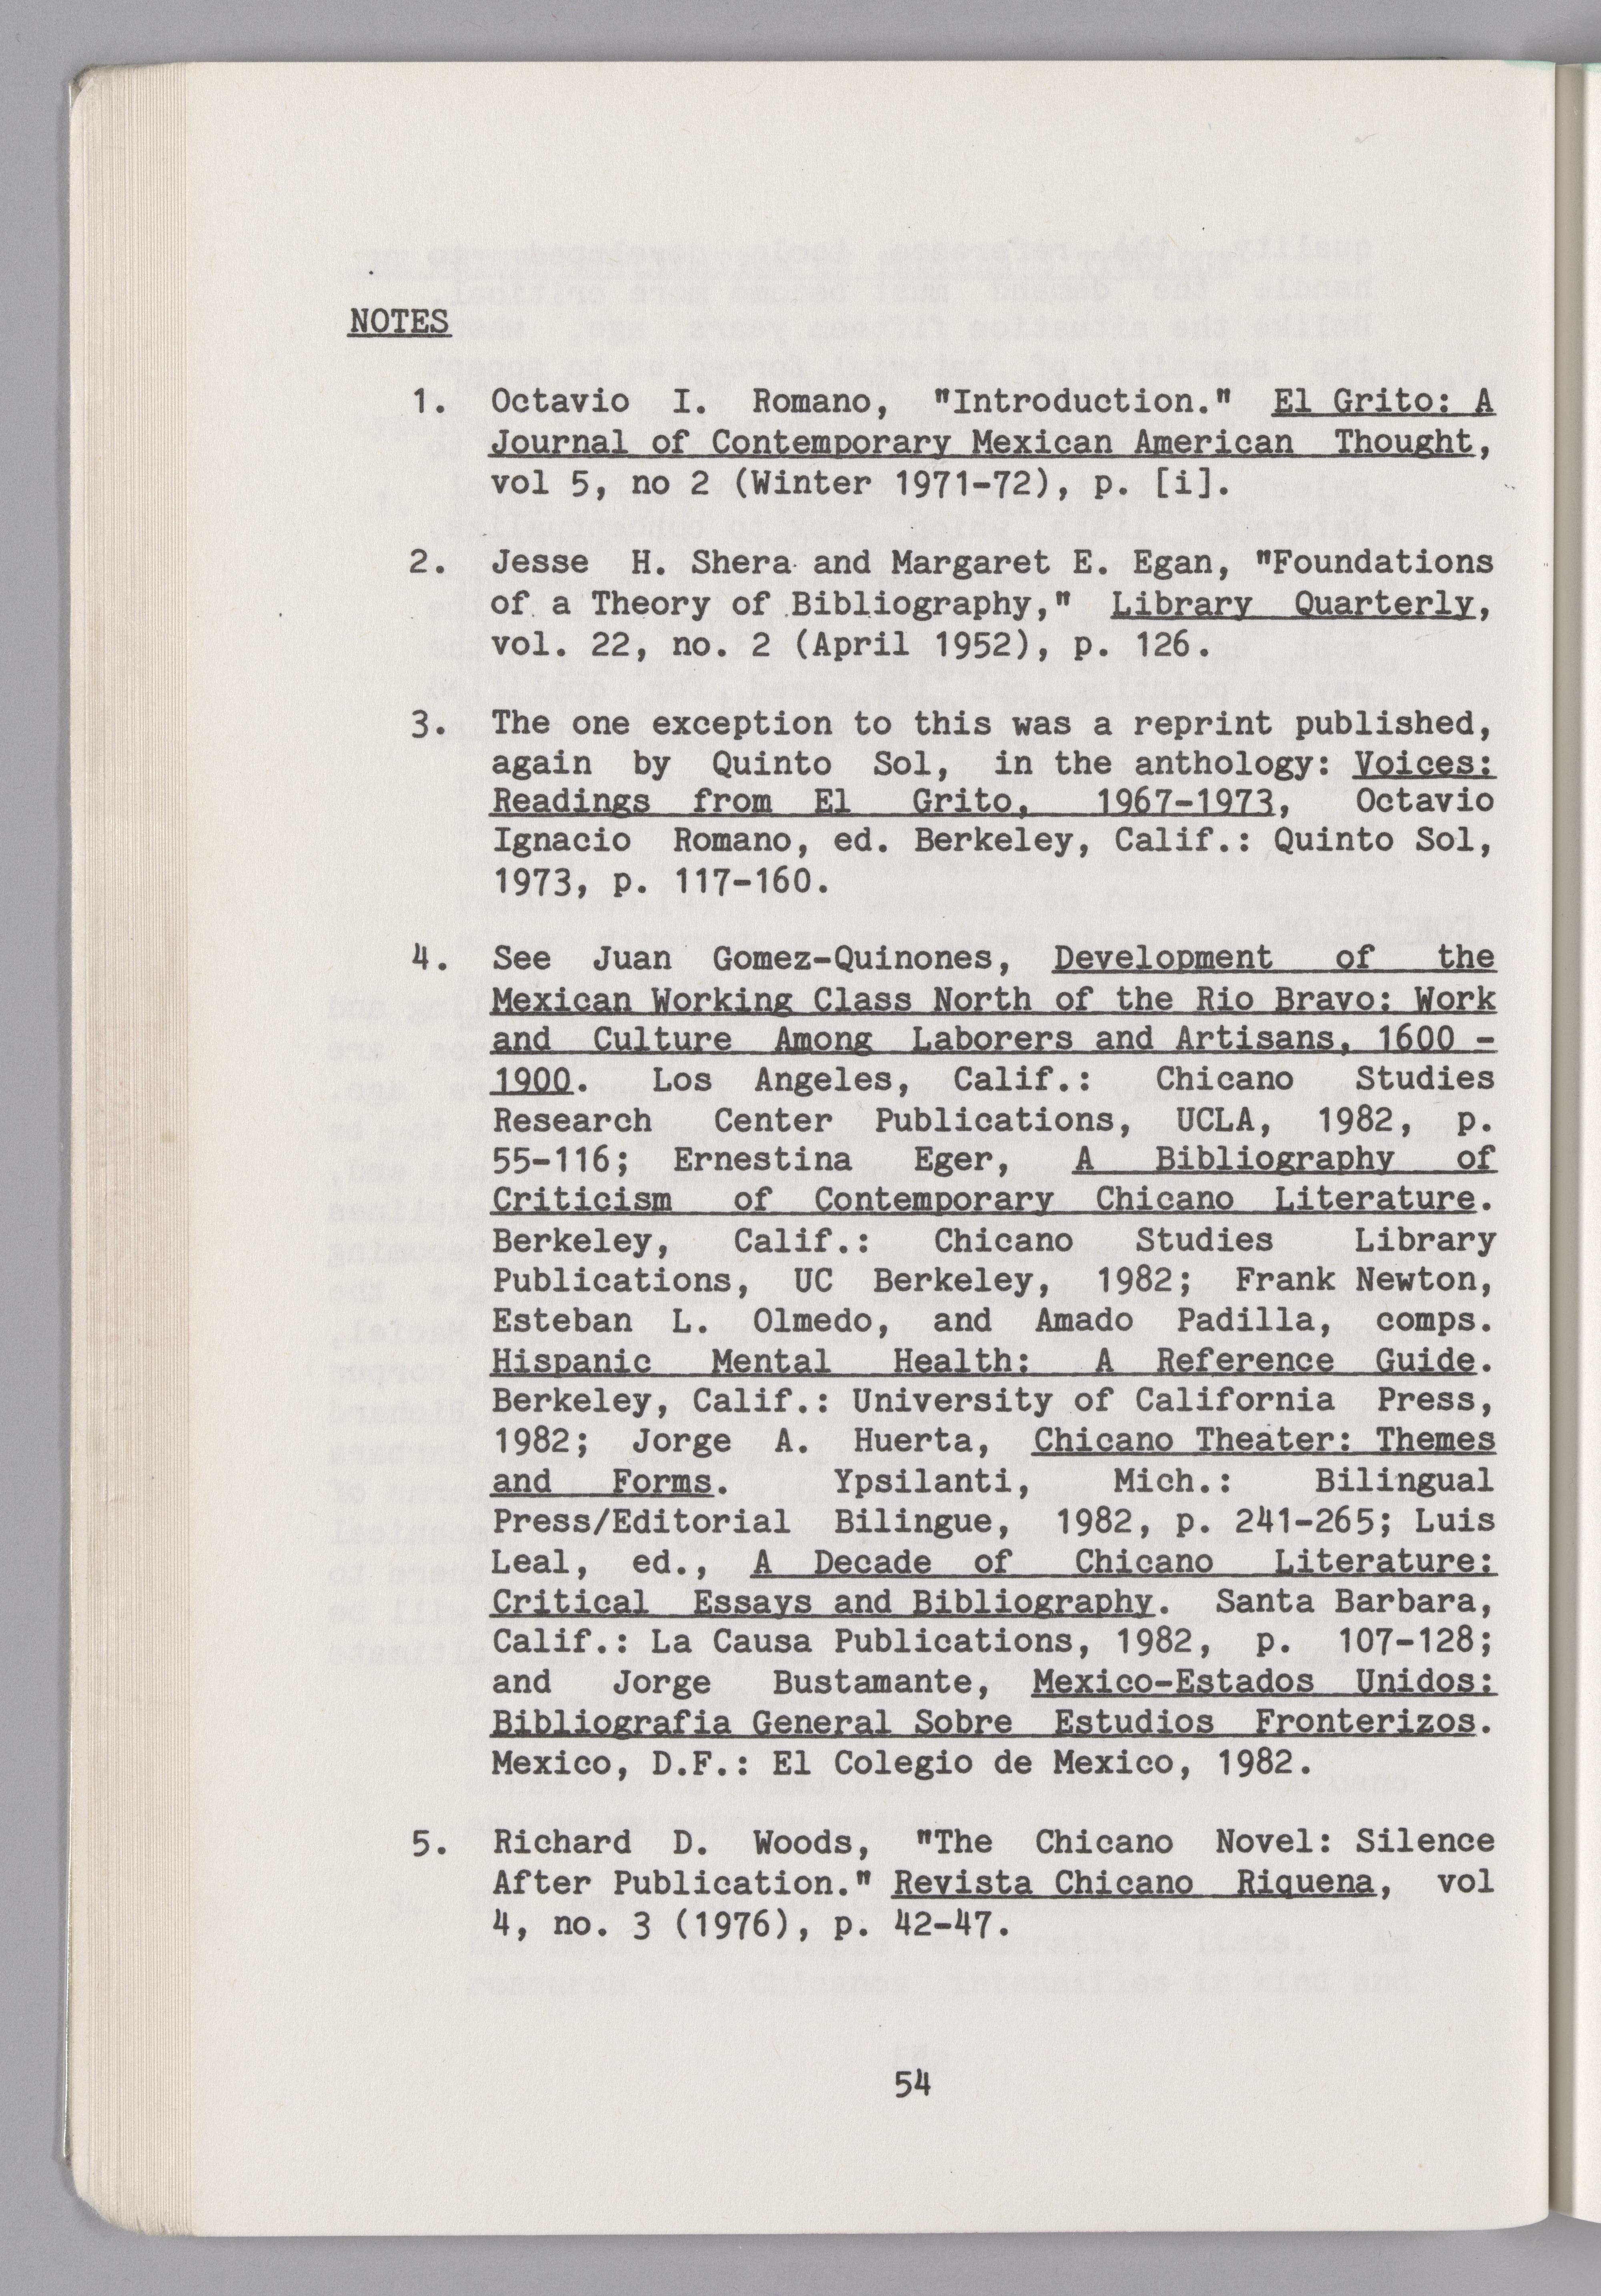 NOTES
1. Octavio I. Romano, "Introduction." El Grito: A
Journal of Contemporary Mexican American Thought,
vol 5, no 2 (Winter 1971-72), p. [i].
2. Jesse H. Shera and Margaret E. Egan, "Foundations
of a Theory of Bibliography," Library Quarterly,
vol. 22, no. 2 (April 1952), p. 126.
3. The one exception to this was a reprint published,
again by Quinto Sol, in the anthology: Voices:
Readings from El Grito, 1967-1973, Octavio
Ignacio Romano, ed. Berkeley, Calif.: Quinto Sol,
1973, p. 117-160.
4. See Juan Gomez-Quinones, Development of the
Mexican Working Class North of the Rio Bravo: Work
and Culture Among Laborers and Artisans, 1600 -
1900. Los Angeles, Calif.: Chicano Studies
Research Center Publications, UCLA, 1982, p.
55-116; Ernestina Eger, A Bibliography of
Criticism of Contemporary Chicano Literature.
Berkeley, Calif.: Chicano Studies Library
Publications, UC Berkeley, 1982; Frank Newton,
Esteban L. Olmedo, and Amado Padilla, comps.
Hispanic Mental Health: A Reference Guide.
Berkeley, Calif.: University of California Press,
1982; Jorge A. Huerta, Chicano Theater: Themes
and Forms. Ypsilanti, Mich.: Bilingual
Press/Editorial Bilingue, 1982, p. 241-265; Luis
Leal, ed., A Decade of Chicano Literature:
Critical Essays and Bibliography. Santa Barbara,
Calif.: La Causa Publications, 1982, p. 107-128;
and Jorge Bustamante, Mexico-Estados Unidos:
Bibliografia General Sobre Estudios Fronterizos.
Mexico, D.F.: El Colegio de Mexico, 1982.
5. Richard D. Woods, "The Chicano Novel: Silence
After Publication." Revista Chicano Riquena, vol
4, no. 3 (1976), p. 42-47.
54